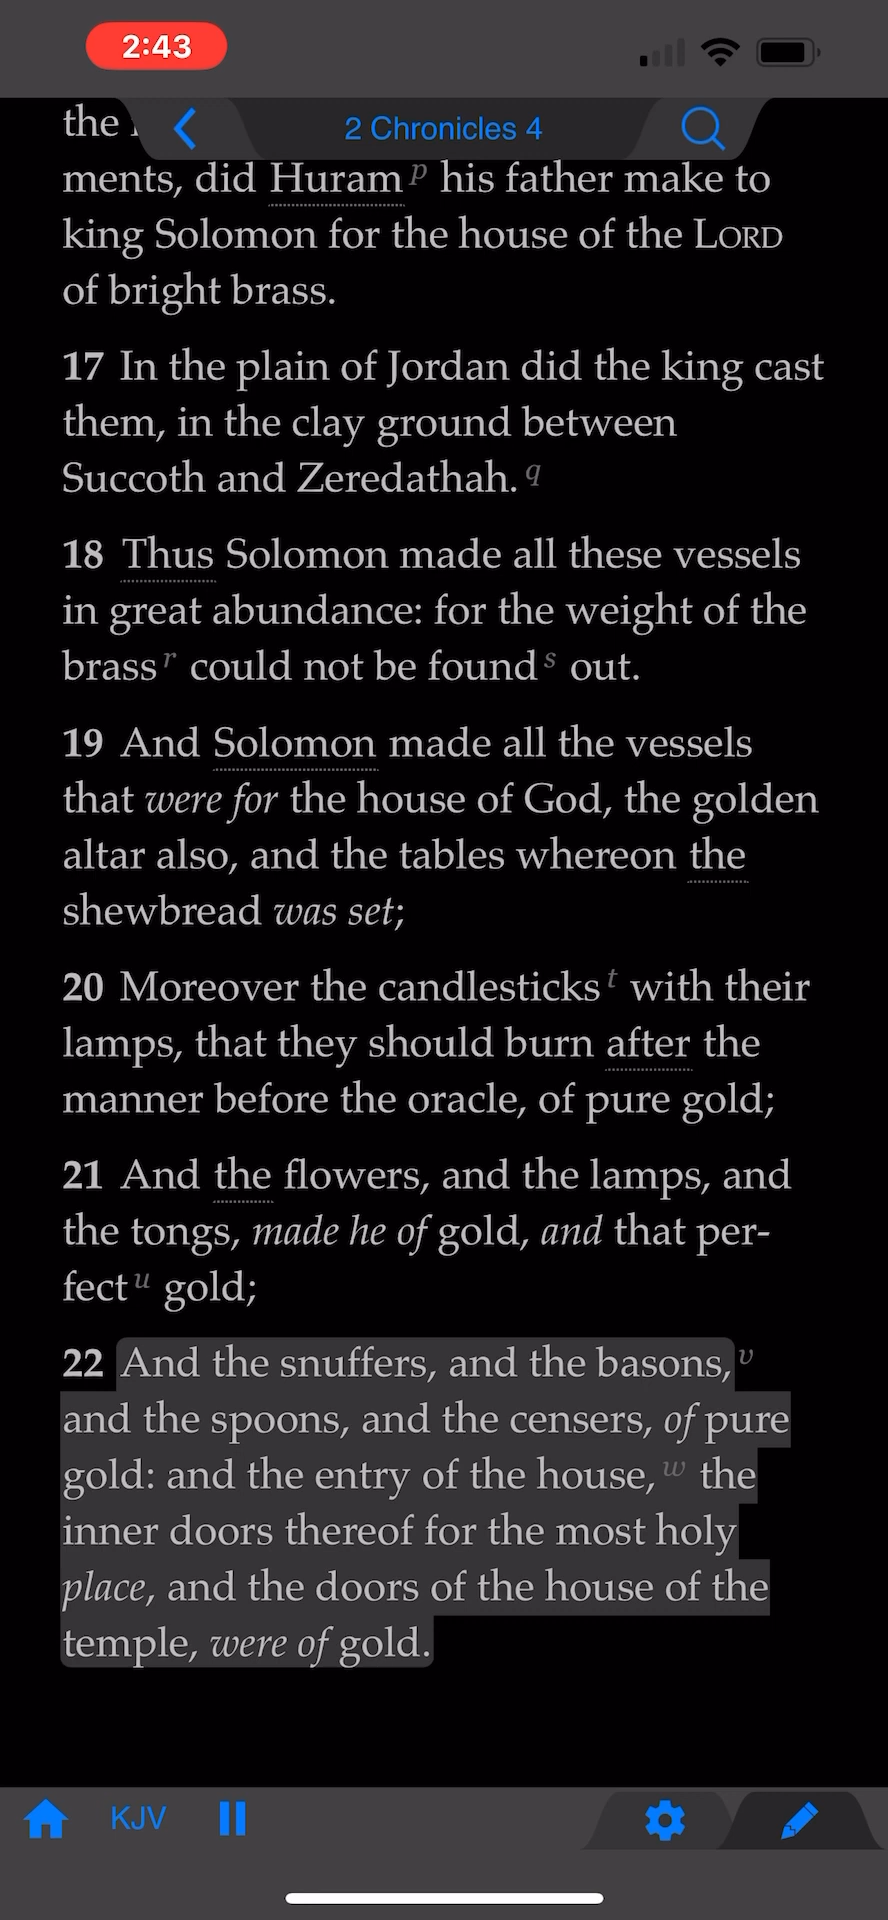 2:43
2 Chronicles 4
the
ments, did Huram p his father make to
king Solomon for the house of the LORD
of bright brass.
17 In the plain of Jordan did the king cast
them, in the clay ground between
Succoth and Zeredathah. q
18 Thus Solomon made all these vessels
in great abundance: for the weight of the
brass r could not be found s out.
19 And Solomon made all the vessels
that were for the house of God, the golden
altar also, and the tables whereon the
shewbread was set;
20 Moreover the candlesticks t with their
lamps, that they should burn after the
manner before the oracle, of pure gold;
21 And the flowers, and the lamps, and
the tongs, made he of gold, and that per-
fect u gold;
22 And the snuffers, and the basons, v
and the spoons, and the censers, of pure
gold: and the entry of the house, w the
inner doors thereof for the most holy
place, and the doors of the house of the
temple, were of gold.
KJV